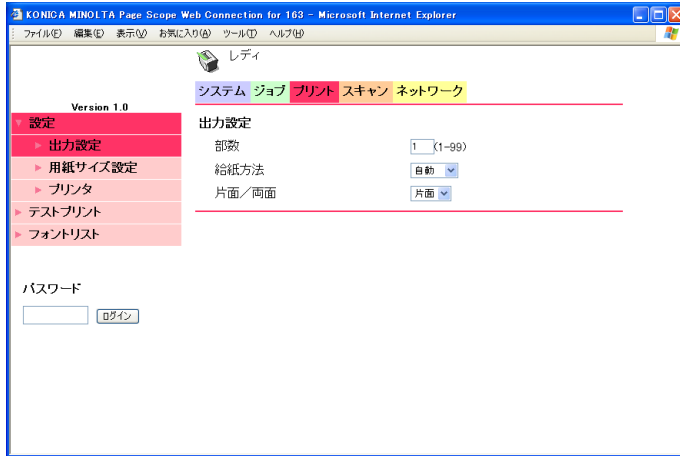 KONICA MINOLTA Page Scope Web Connection for 163 - Microsoft Internet Explorer
ファイル(F) 編集(E) 表示(V) お気に入り(A) ツール(T) ヘルプ(H)
レディ
システム ジョブ プリント スキャン ネットワーク
Version 1.0
設定
出力設定
用紙サイズ設定
プリンタ
テストプリント
フォントリスト
パスワード
ログイン
出力設定
部数 1 (1-99)
給紙方法 自動
片面／両面 片面